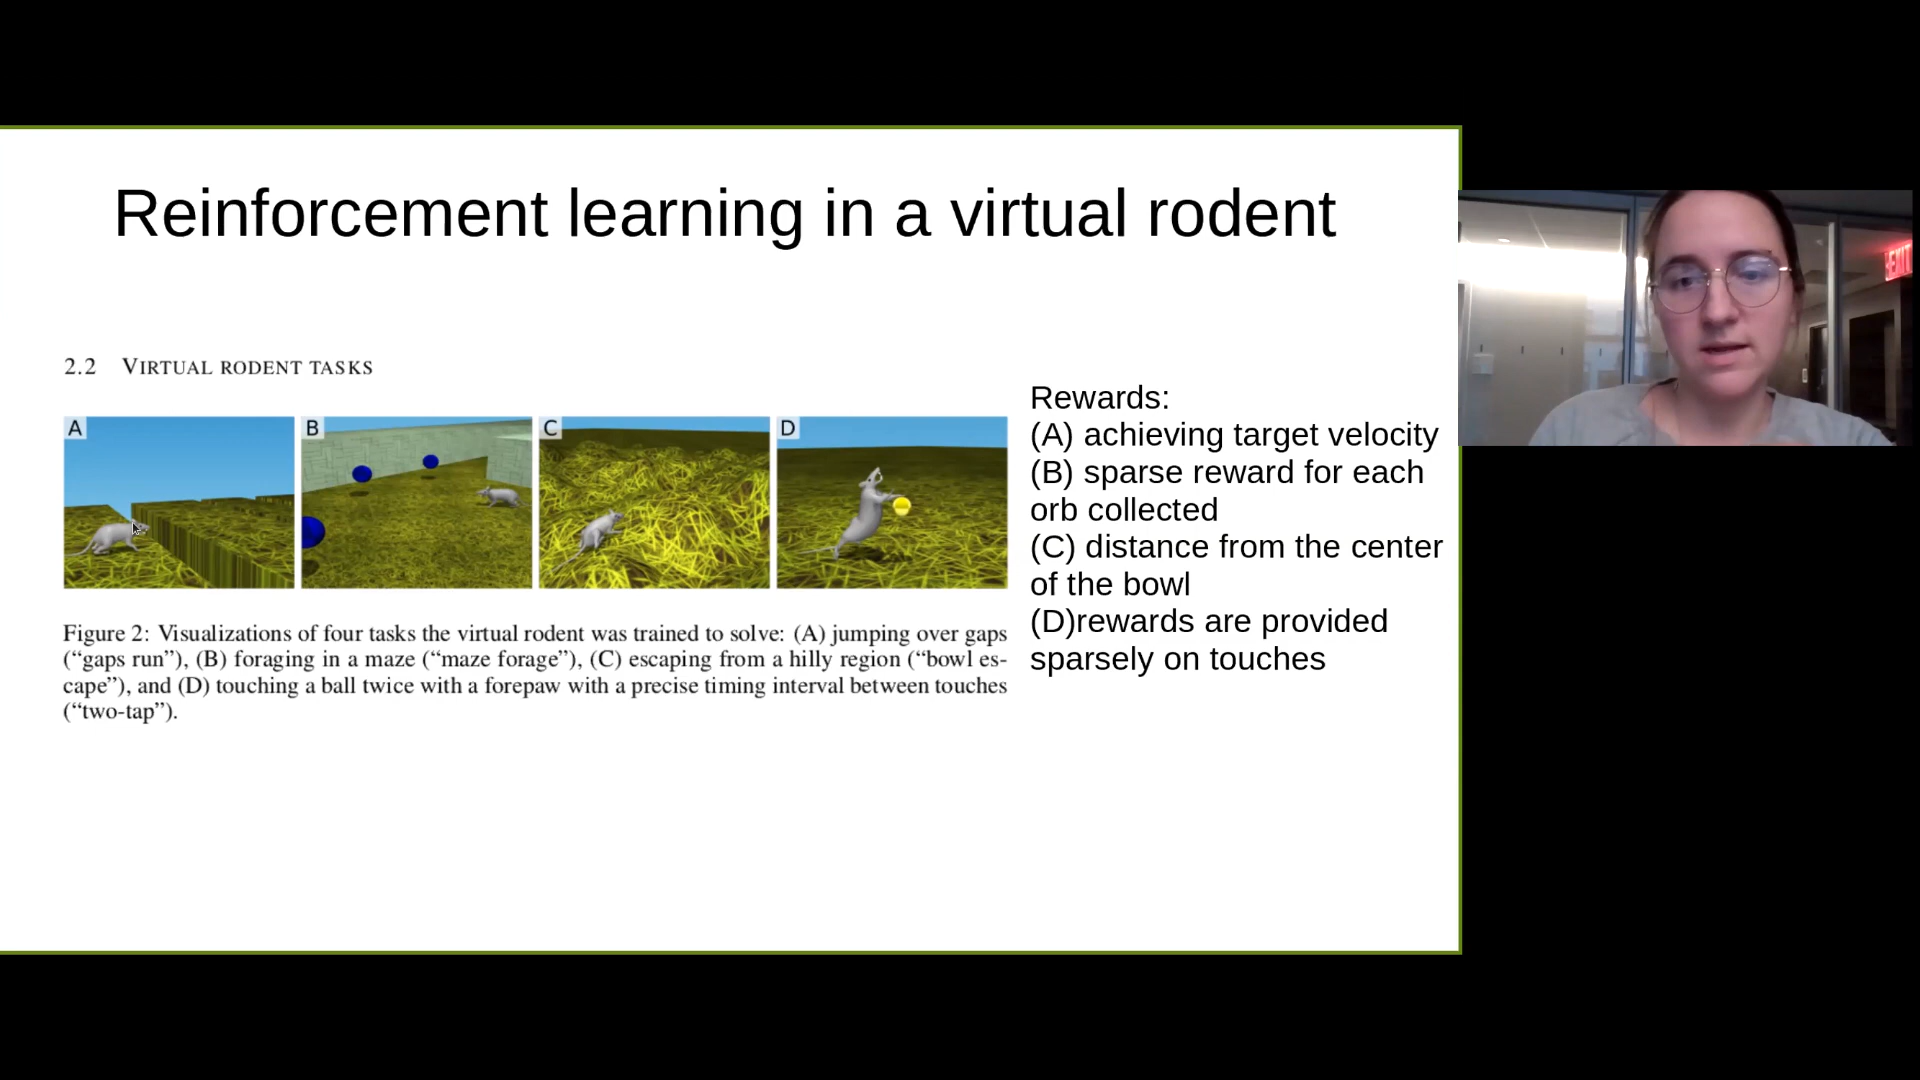 Reinforcement learning in a virtual rodent
2.2 VIRTUAL RODENT TASKS
A
B
C
D
Figure 2: Visualizations of four tasks the virtual rodent was trained to solve: (A) jumping over gaps
("gaps run"), (B) foraging in a maze ("maze forage"), (C) escaping from a hilly region ("bowl es-
cape"), and (D) touching a ball twice with a forepaw with a precise timing interval between touches
("two-tap").
Rewards:
(A) achieving target velocity
(B) sparse reward for each
orb collected
(C) distance from the center
of the bowl
(D)rewards are provided
sparsely on touches
EXIT